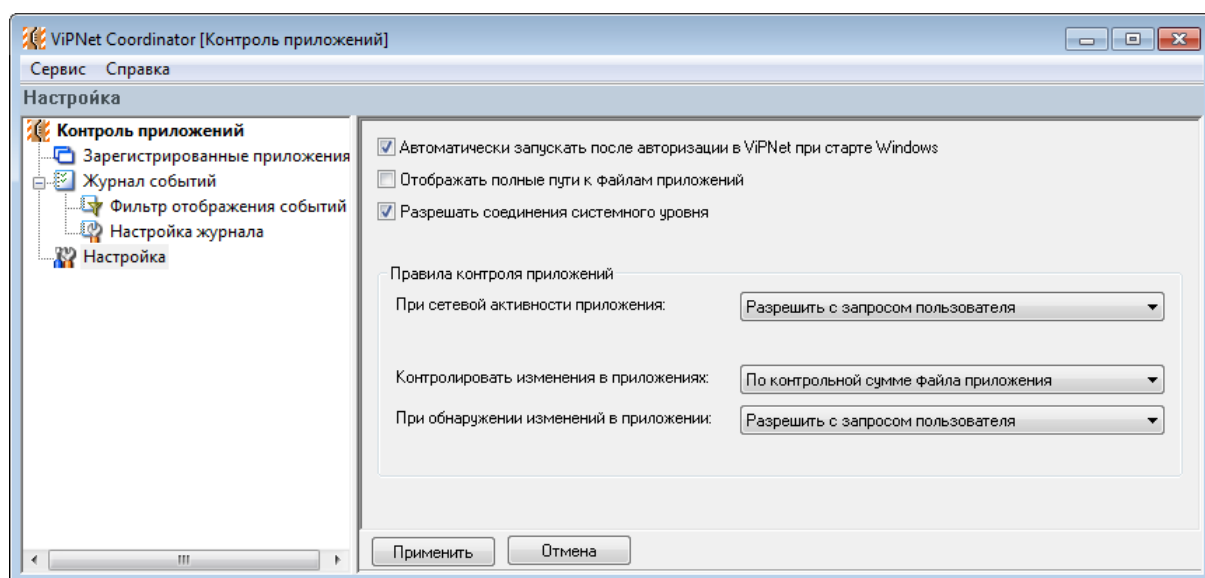 ViPNet Coordinator [Контроль приложений]
Сервис Справка
Настройка
Контроль приложений
Зарегистрированные приложения
Журнал событий
Фильтр отображения событий
Настройка журнала
Настройка
Автоматически запускать после авторизации в ViPNet при старте Windows
Отображать полные пути к файлам приложений
Разрешать соединения системного уровня
Правила контроля приложений
При сетевой активности приложения: Разрешить с запросом пользователя
Контролировать изменения в приложениях: По контрольной сумме файла приложения
При обнаружении изменений в приложении: Разрешить с запросом пользователя
Применить Отмена